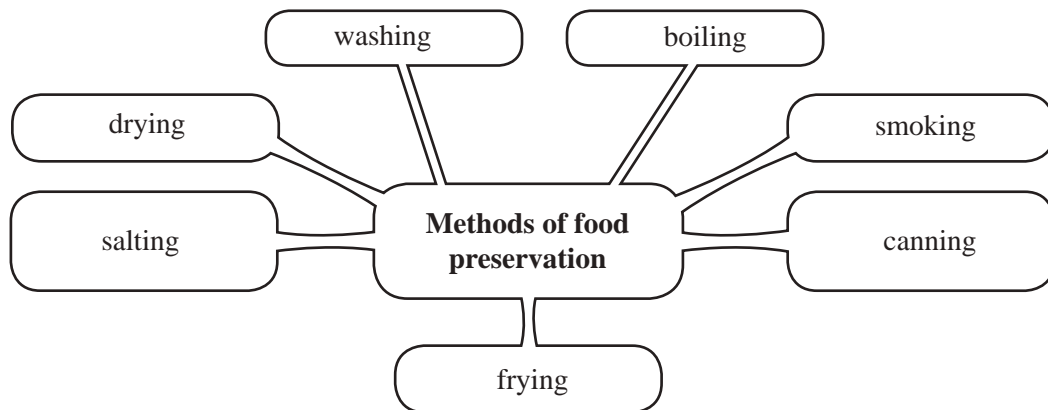 washing
boiling
drying
smoking
Methods of food
preservation
salting
canning
frying